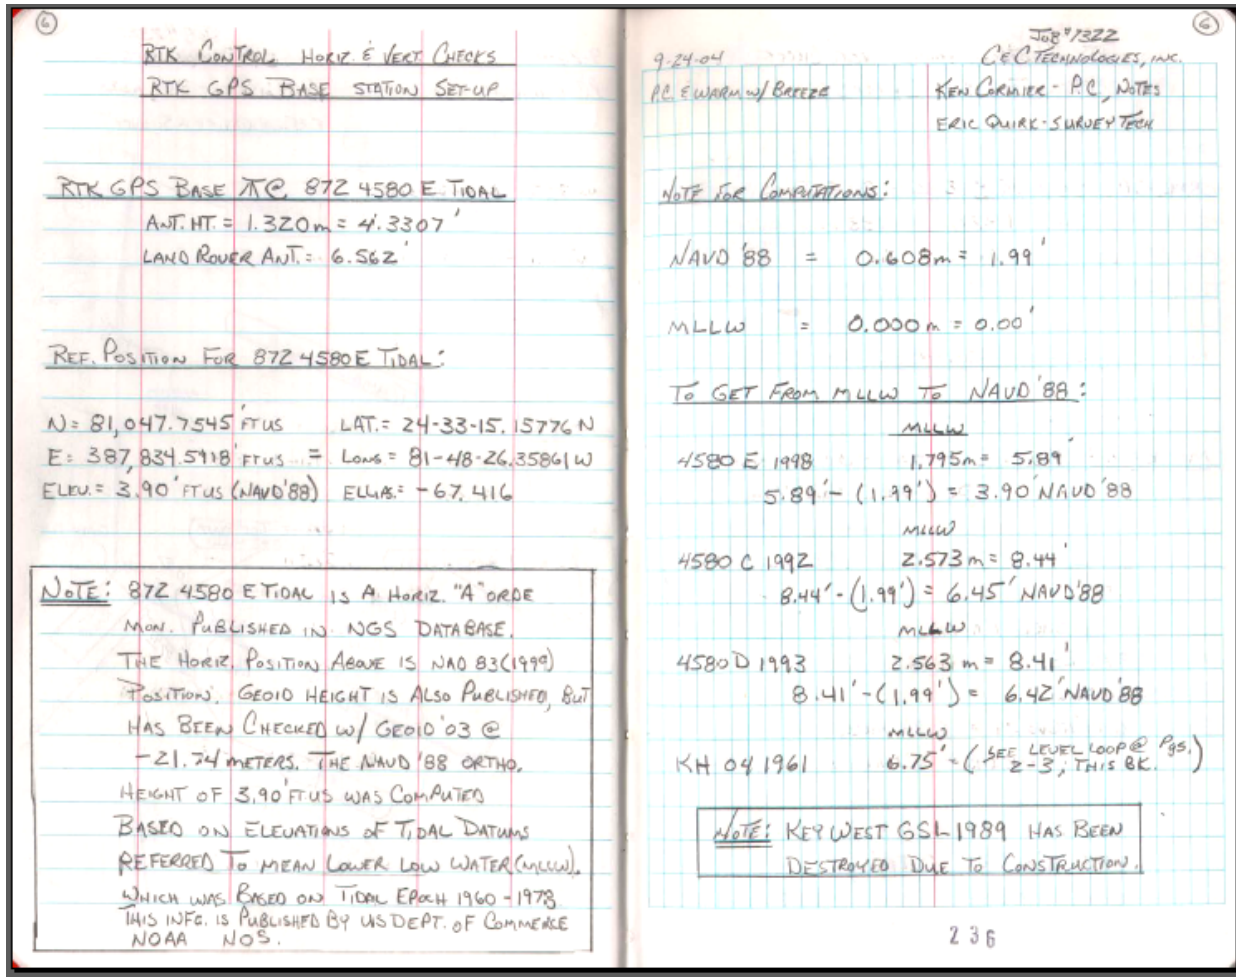 6
RTK CONTROL HORIZ. & VERT CHECKS
RTK GPS BASE STATION SET-UP
RTK GPS BASE @ 872 4580 E TIDAL
ANT. HT. = 1.320m = 4.3307'
LAND ROVER ANT. = 6.562'
REF. POSITION FOR 872 4580 E TIDAL:
N = 81,047.7545' FTUS LAT. = 24-33-15.15776 N
E = 387,834.5418' FTUS = LONG = 81-48-26.35861 W
ELEV. = 3.90' FTUS (NAVD'88) ELLIPS. = -67.416
NOTE: 872 4580 E TIDAL IS A HORIZ. "A" ORDE
MON. PUBLISHED IN NGS DATABASE.
THE HORIZ. POSITION ABOVE IS NAD 83(1999)
POSITION. GEOID HEIGHT IS ALSO PUBLISHED, BUT
HAS BEEN CHECKED W/ GEOID '03 @
-21.74 METERS. THE NAVD '88 ORTHO.
HEIGHT OF 3.90' FTUS WAS COMPUTED
BASED ON ELEVATIONS OF TIDAL DATUMS
REFERRED TO MEAN LOWER LOW WATER (MLLW).
WHICH WAS BASED ON TIDAL EPOCH 1960-1978
THIS INFO. IS PUBLISHED BY US DEPT. OF COMMERCE
NOAA NOS.
6
JOB #1322
9-24-04 C&C TECHNOLOGIES, INC.
P.C. & WARM W/ BREEZE KEN CORMIER - P.C., NOTES
ERIC QUIRK - SURVEY TECH
NOTE FOR COMPUTATIONS:
NAVD '88 = 0.608m = 1.99'
MLLW = 0.000m = 0.00'
TO GET FROM MLLW TO NAVD '88:
MLLW
4580 E 1998 1.795m = 5.89'
5.89' - (1.99') = 3.90' NAVD'88
MLLW
4580 C 1992 2.573m = 8.44'
8.44' - (1.99') = 6.45' NAVD'88
MLLW
4580 D 1993 2.563 m = 8.41'
8.41' - (1.99') = 6.42' NAVD'88
MLLW
KH 04 1961 6.75' - (SEE LEVEL LOOP @ Pgs.
2-3, THIS BK.)
NOTE: KEY WEST GSL 1989 HAS BEEN
DESTROYED DUE TO CONSTRUCTION.
236